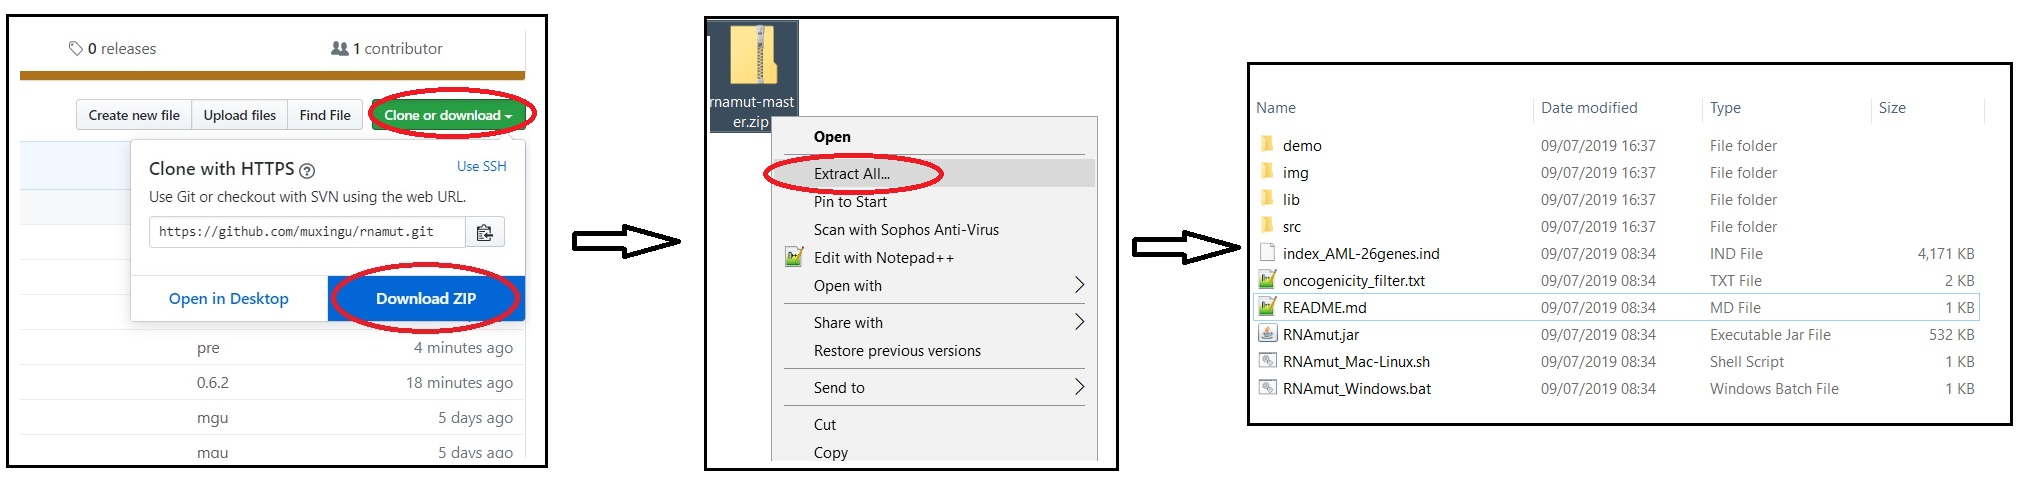 0 releases
1 contributor
Create new file
Upload files
Find File
Clone or download
Clone with HTTPS
Use SSH
Use Git or checkout with SVN using the web URL.
https://github.com/muxingu/rnamut.git
Open in Desktop
Download ZIP
pre
4 minutes ago
0.6.2
18 minutes ago
mgu
5 days ago
mgu
5 days ago
rnamut-mast
er.zip
Open
Extract All...
Pin to Start
Scan with Sophos Anti-Virus
Edit with Notepad++
Open with
Share with
Restore previous versions
Send to
Cut
Copy
Name Date modified Type Size
demo 09/07/2019 16:37 File folder
img 09/07/2019 16:37 File folder
lib 09/07/2019 16:37 File folder
src 09/07/2019 16:37 File folder
index_AML-26genes.ind 09/07/2019 08:34 IND File 4,171 KB
oncogenicity_filter.txt 09/07/2019 08:34 TXT File 2 KB
README.md 09/07/2019 08:34 MD File 1 KB
RNAmut.jar 09/07/2019 08:34 Executable Jar File 532 KB
RNAmut_Mac-Linux.sh 09/07/2019 08:34 Shell Script 1 KB
RNAmut_Windows.bat 09/07/2019 08:34 Windows Batch File 1 KB